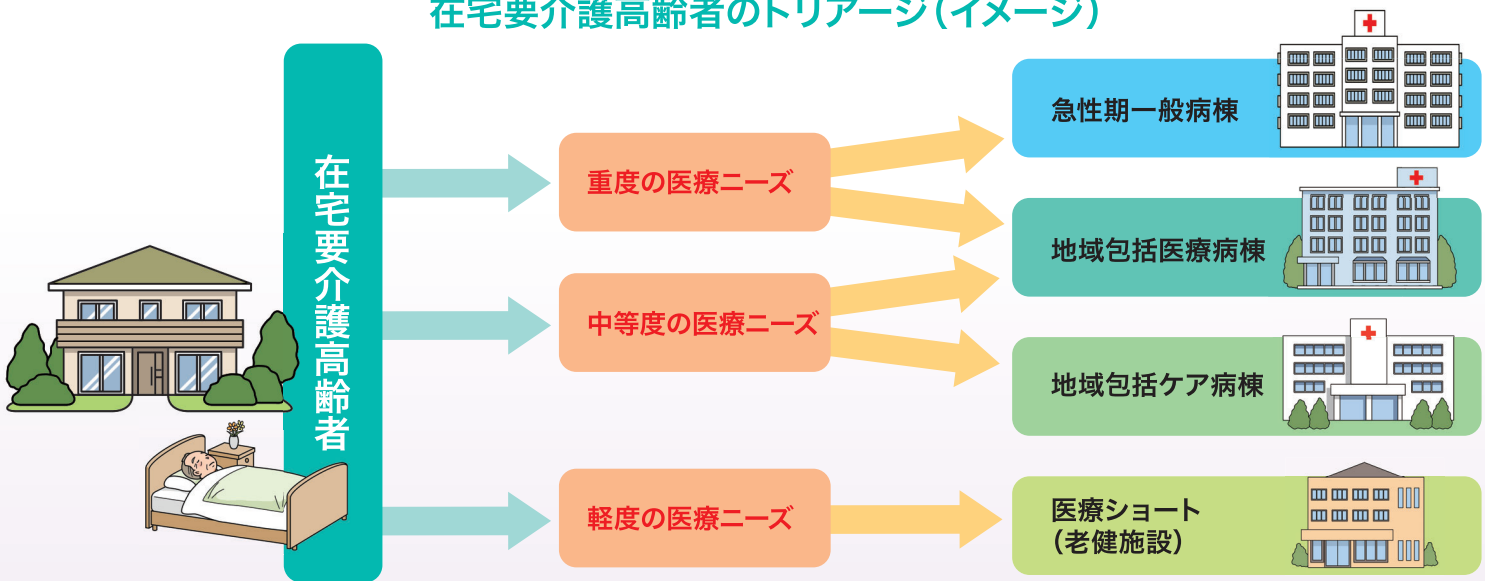 在宅要介護高齢者のトリアージ(イメージ)
在宅要介護高齢者
重度の医療ニーズ
中等度の医療ニーズ
軽度の医療ニーズ
急性期一般病棟
地域包括医療病棟
地域包括ケア病棟
医療ショート
(老健施設)